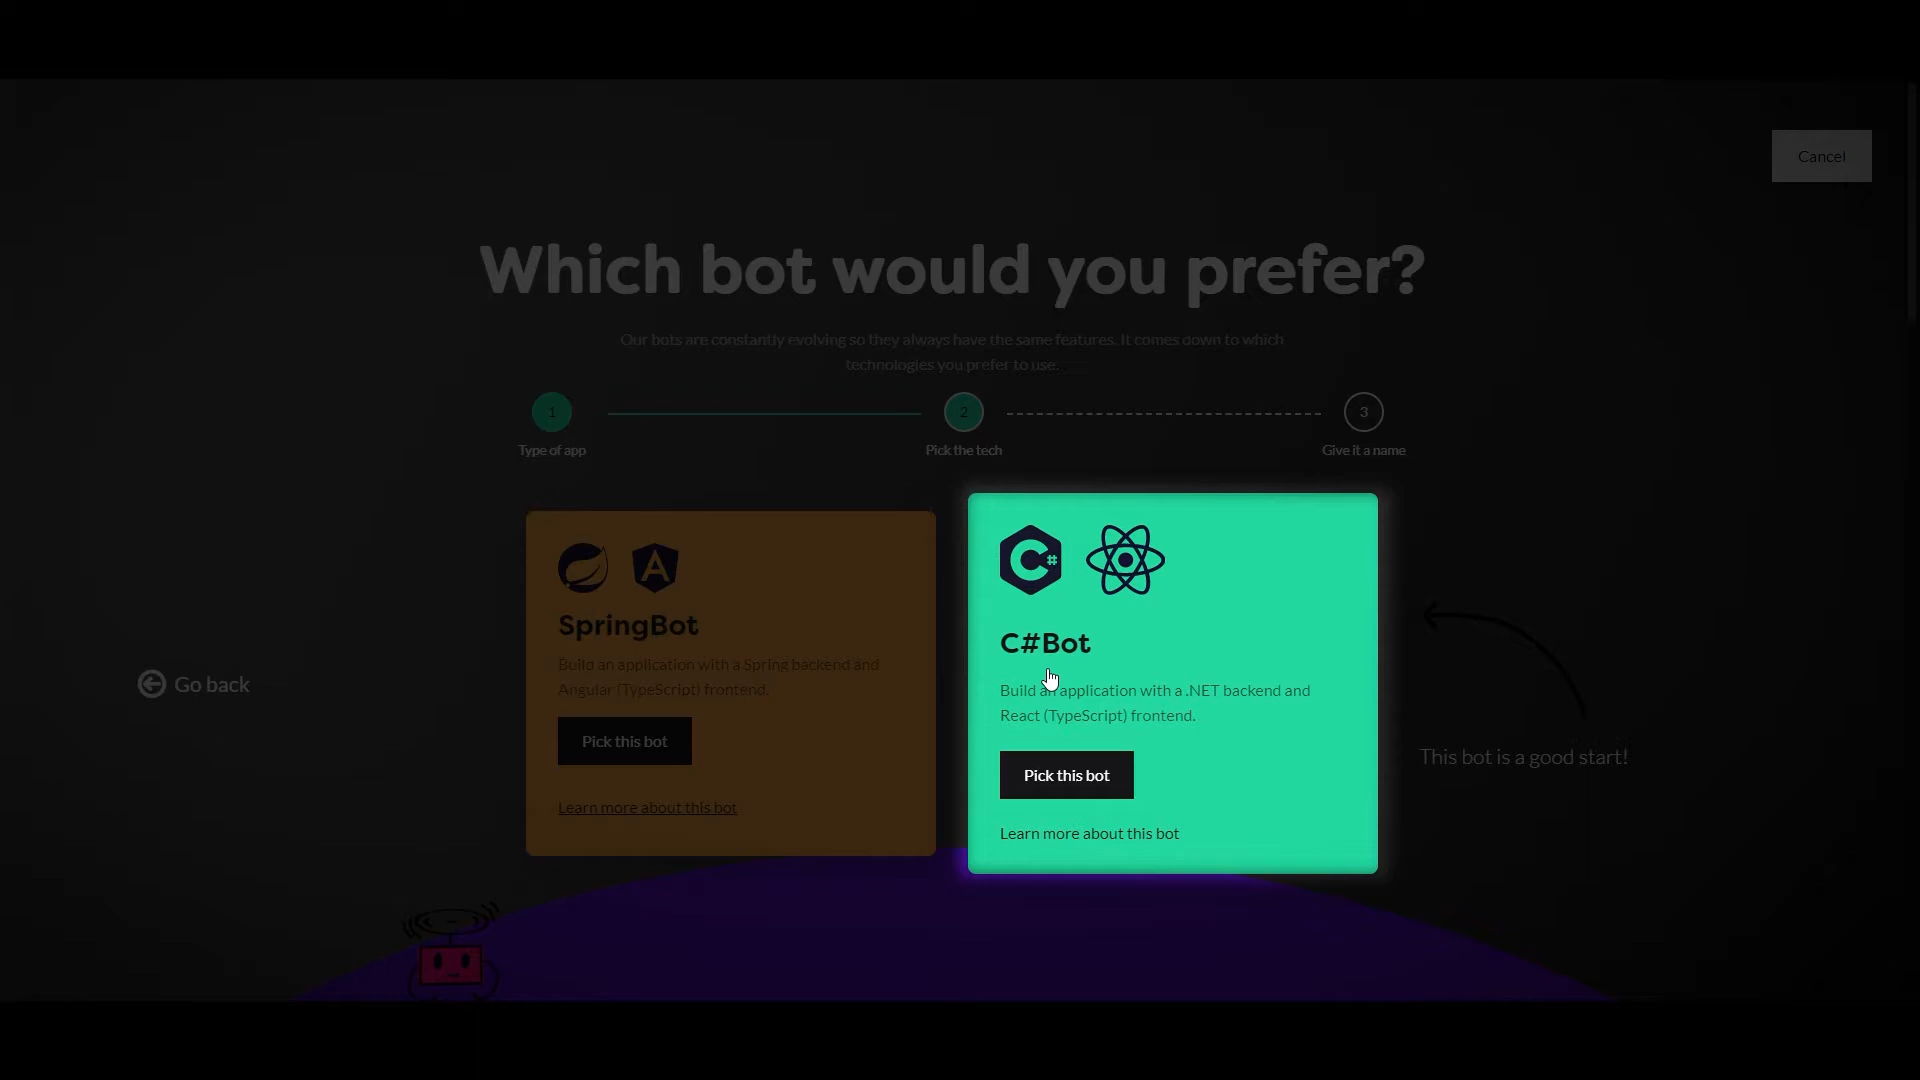 Cancel
Which bot would you prefer?
Our bots are constantly evolving so they always have the same features. It comes down to which
technologies you prefer to use.
1
2
3
Type of app
Pick the tech
Give it a name
SpringBot
Build an application with a Spring backend and
Angular (TypeScript) frontend.
Pick this bot
Learn more about this bot
C#Bot
Build an application with a .NET backend and
React (TypeScript) frontend.
Pick this bot
Learn more about this bot
Go back
This bot is a good start!